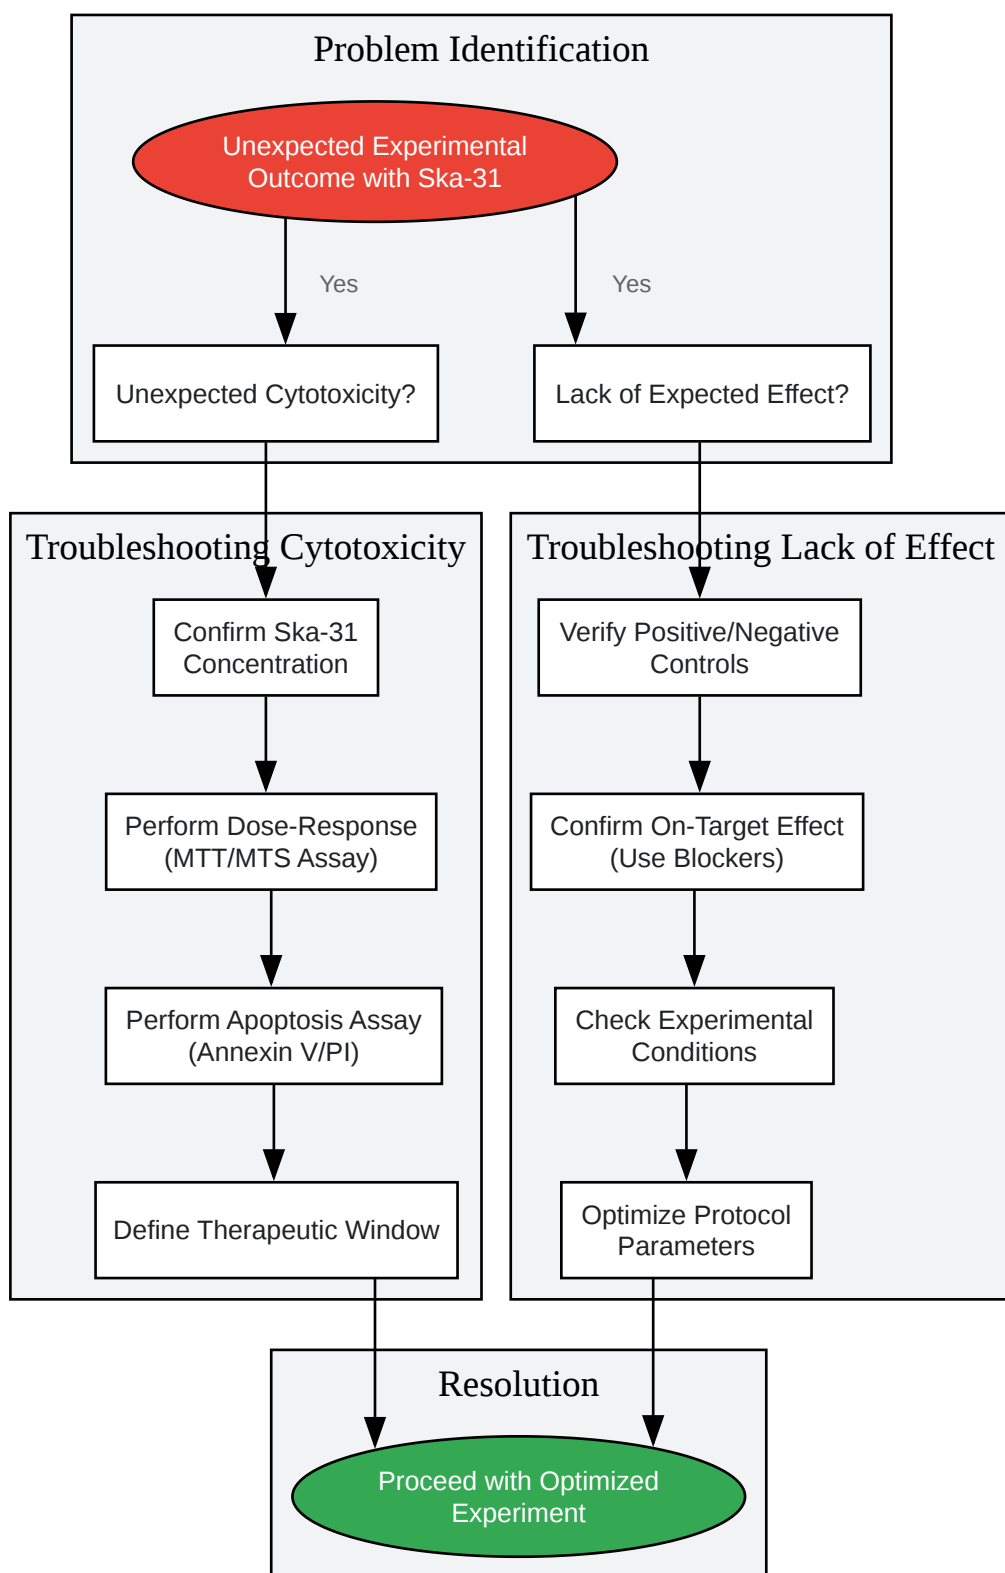 Problem Identification
Unexpected Experimental
Outcome with Ska-31
Yes
Yes
Unexpected Cytotoxicity?
Lack of Expected Effect?
Troubleshooting Cytotoxicity
Confirm Ska-31
Concentration
Perform Dose-Response
(MTT/MTS Assay)
Perform Apoptosis Assay
(Annexin V/PI)
Define Therapeutic Window
Troubleshooting Lack of Effect
Verify Positive/Negative
Controls
Confirm On-Target Effect
(Use Blockers)
Check Experimental
Conditions
Optimize Protocol
Parameters
Resolution
Proceed with Optimized
Experiment